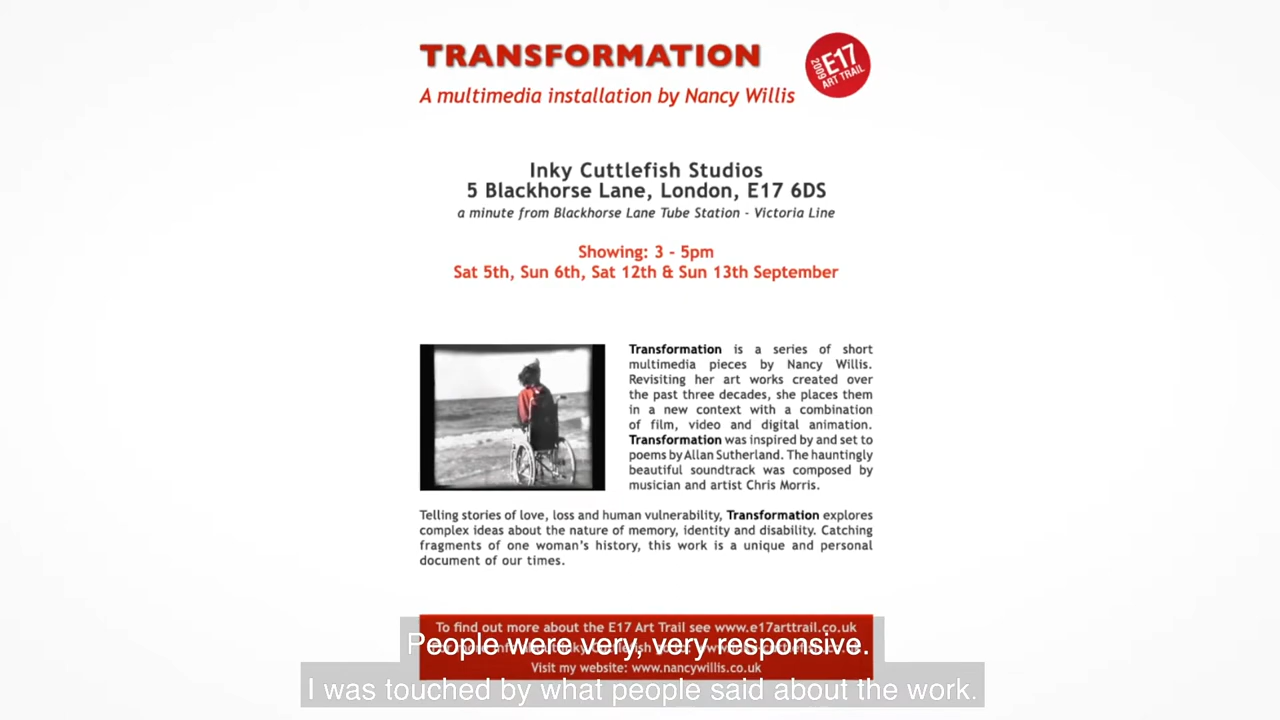 TRANSFORMATION
2009 E17 ART TRAIL
A multimedia installation by Nancy Willis
Inky Cuttlefish Studios
5 Blackhorse Lane, London, E17 6DS
a minute from Blackhorse Lane Tube Station - Victoria Line
Showing: 3 - 5pm
Sat 5th, Sun 6th, Sat 12th & Sun 13th September
Transformation is a series of short
multimedia pieces by Nancy Willis.
Revisiting her art works created over
the past three decades, she places them
in a new context with a combination
of film, video and digital animation.
Transformation was inspired by and set to
poems by Allan Sutherland. The hauntingly
beautiful soundtrack was composed by
musician and artist Chris Morris.
Telling stories of love, loss and human vulnerability, Transformation explores
complex ideas about the nature of memory, identity and disability. Catching
fragments of one woman's history, this work is a unique and personal
document of our times.
To find out more about the E17 Art Trail see www.e17arttrail.co.uk
People were very, very responsive.
Visit my website: www.nancywillis.co.uk
I was touched by what people said about the work.